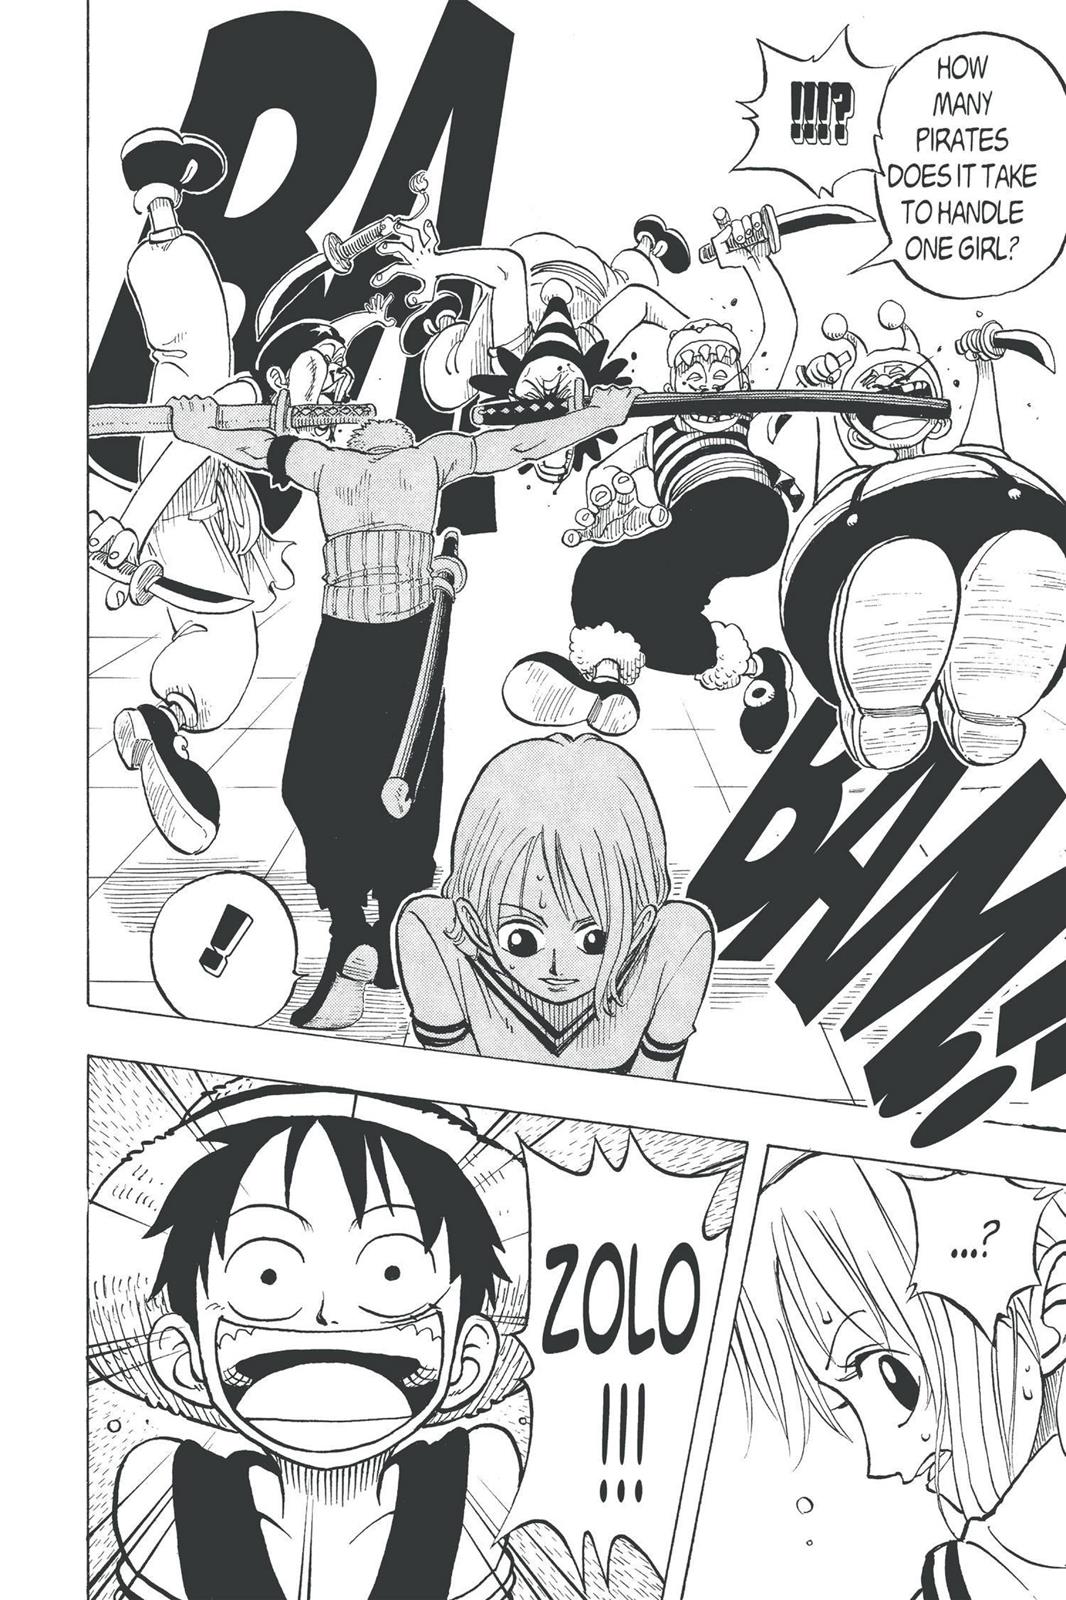 HOW
MANY
PIRATES
DOES IT TAKE
TO HANDLE
ONE GIRL?
!!!!?
BA
BAM!!
!
...?
ZOLO
!!!